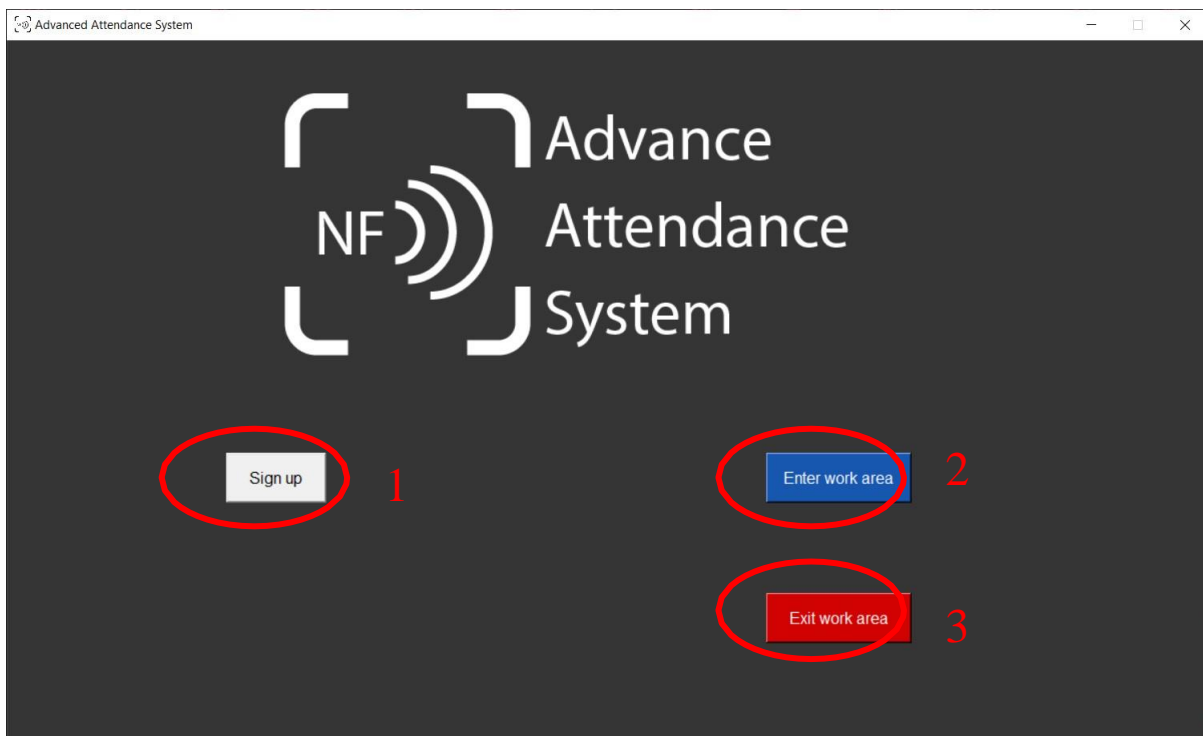 Advanced Attendance System
Advance
NF Attendance
System
Sign up 1
Enter work area 2
Exit work area 3